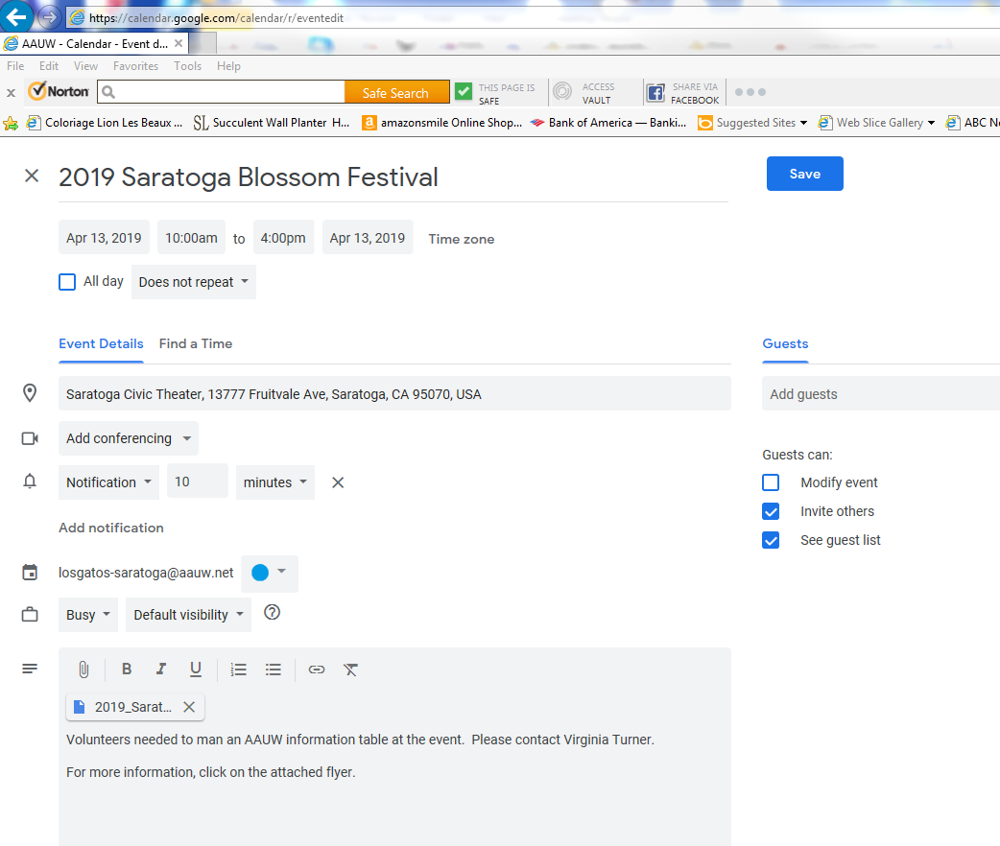 https://calendar.google.com/calendar/r/eventedit
AAUW - Calendar - Event d...
File Edit View Favorites Tools Help
x Norton Safe Search THIS PAGE IS SAFE ACCESS VAULT SHARE VIA FACEBOOK
Coloriage Lion Les Beaux ... SL Succulent Wall Planter H... amazonsmile Online Shop... Bank of America — Banki... Suggested Sites Web Slice Gallery ABC Ne
2019 Saratoga Blossom Festival Save
Apr 13, 2019 10:00am to 4:00pm Apr 13, 2019 Time zone
All day Does not repeat
Event Details Find a Time Guests
Saratoga Civic Theater, 13777 Fruitvale Ave, Saratoga, CA 95070, USA Add guests
Add conferencing
Guests can:
Notification 10 minutes Modify event
Invite others
Add notification
See guest list
losgatos-saratoga@aauw.net
Busy Default visibility
B I U
2019_Sarat...
Volunteers needed to man an AAUW information table at the event.  Please contact Virginia Turner.
For more information, click on the attached flyer.